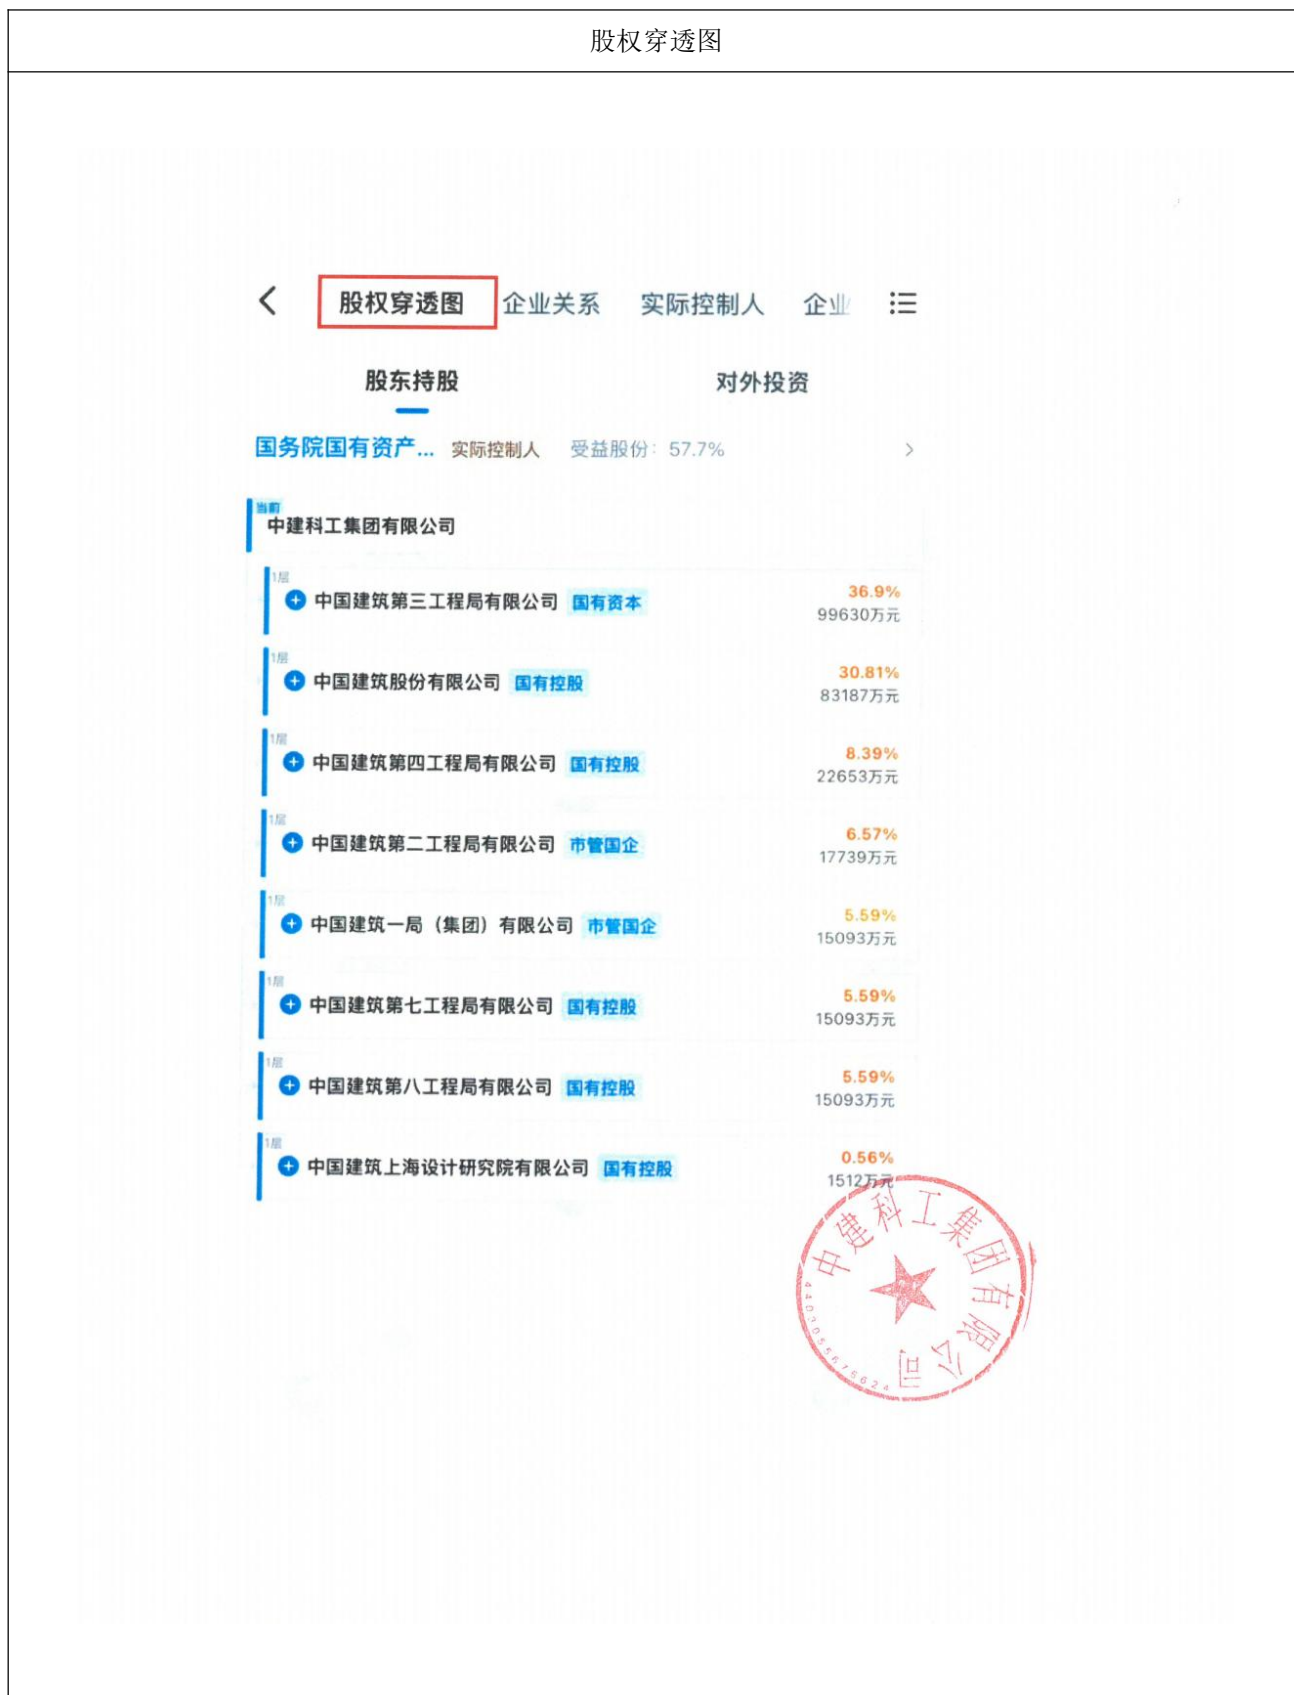 股权穿透图
股权穿透图 企业关系 实际控制人 企业
股东持股 对外投资
国务院国有资产... 实际控制人 受益股份：57.7%
当前
中建科工集团有限公司
1层
中国建筑第三工程局有限公司 国有资本 36.9%
99630万元
1层
中国建筑股份有限公司 国有控股 30.81%
83187万元
1层
中国建筑第四工程局有限公司 国有控股 8.39%
22653万元
1层
中国建筑第二工程局有限公司 市管国企 6.57%
17739万元
1层
中国建筑一局（集团）有限公司 市管国企 5.59%
15093万元
1层
中国建筑第七工程局有限公司 国有控股 5.59%
15093万元
1层
中国建筑第八工程局有限公司 国有控股 5.59%
15093万元
1层
中国建筑上海设计研究院有限公司 国有控股 0.56%
1512万元
中建科工集团有限公司